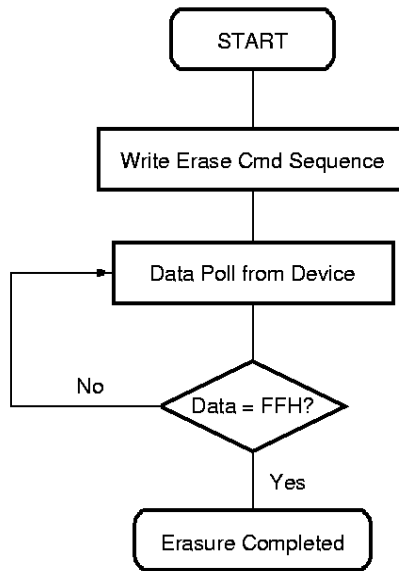 START
Write Erase Cmd Sequence
Data Poll from Device
No
Data = FFH?
Yes
Erasure Completed